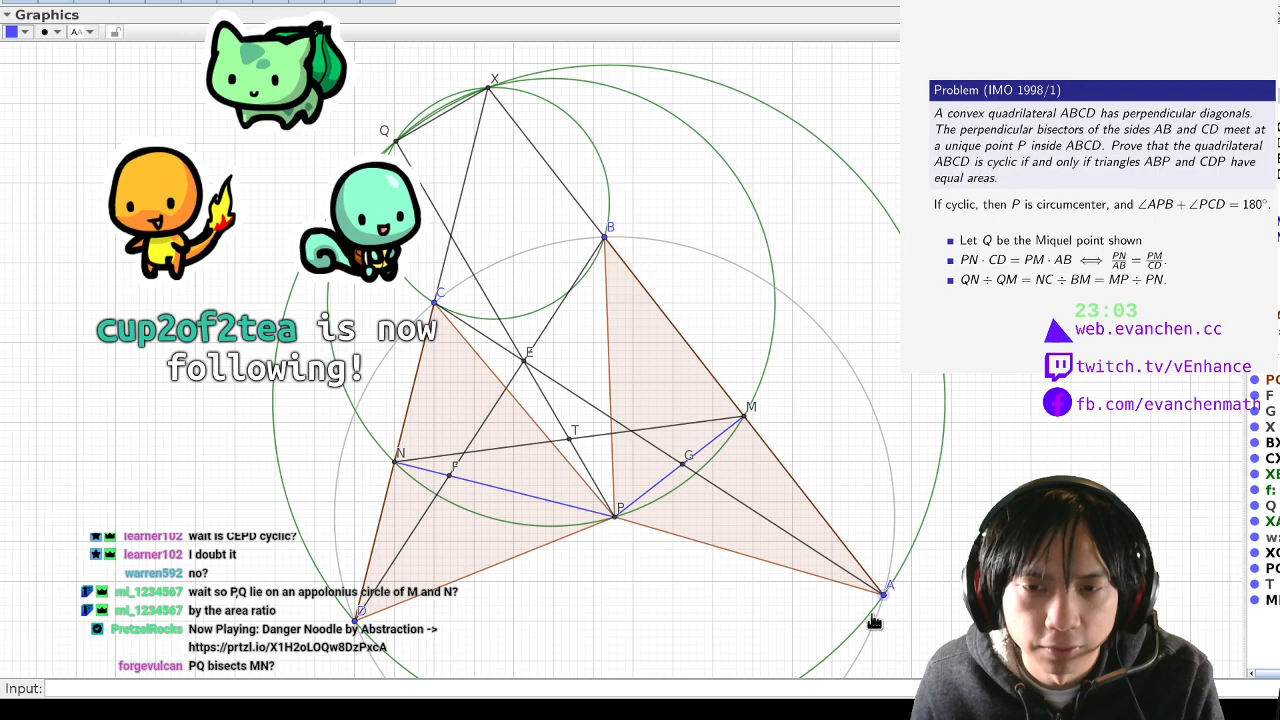 Graphics
AA
X
Q
B
C
E
M
T
N
F
G
P
A
D
cup2of2tea is now
following!
learner102 wait is CEPD cyclic?
learner102 I doubt it
warren592 no?
ml_1234567 wait so P,Q lie on an appolonius circle of M and N?
ml_1234567 by the area ratio
PretzelRocks Now Playing: Danger Noodle by Abstraction ->
https://prtzl.io/X1H2oLOQw8DzPxcA
forgevulcan PQ bisects MN?
Input:
Problem (IMO 1998/1)
A convex quadrilateral ABCD has perpendicular diagonals.
The perpendicular bisectors of the sides AB and CD meet at
a unique point P inside ABCD. Prove that the quadrilateral
ABCD is cyclic if and only if triangles ABP and CDP have
equal areas.
If cyclic, then P is circumcenter, and ∠APB + ∠PCD = 180°.
Let Q be the Miquel point shown
PN · CD = PM · AB ⟺ PN/AB = PM/CD.
QN ÷ QM = NC ÷ BM = MP ÷ PN.
23:03
web.evanchen.cc
twitch.tv/vEnhance
fb.com/evanchenmath
F
G
X
Q
T